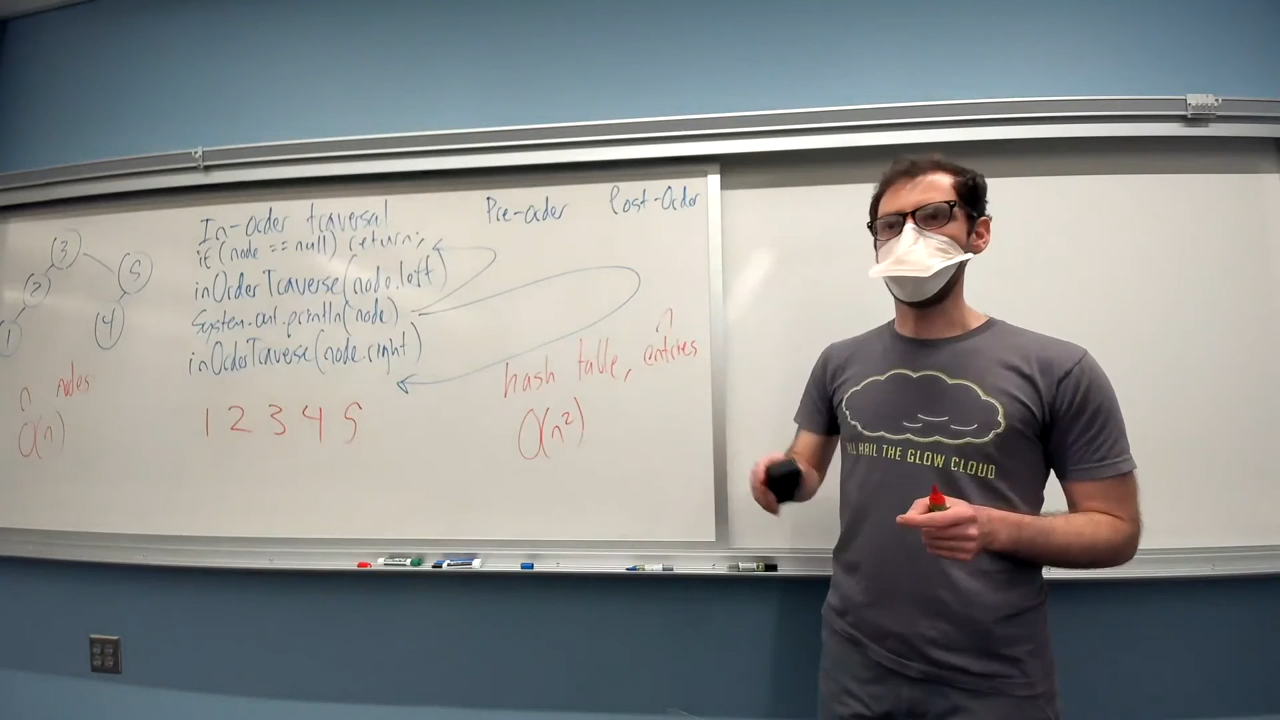 3
2
5
1
4
n nodes
O(n)
In-Order traversal
if (node == null) return;
inOrderTraverse(node.left)
System.out.println(node)
inOrderTraverse(node.right)
1 2 3 4 5
Pre-order
Post-Order
n
hash table, entries
O(n²)
ALL HAIL THE GLOW CLOUD